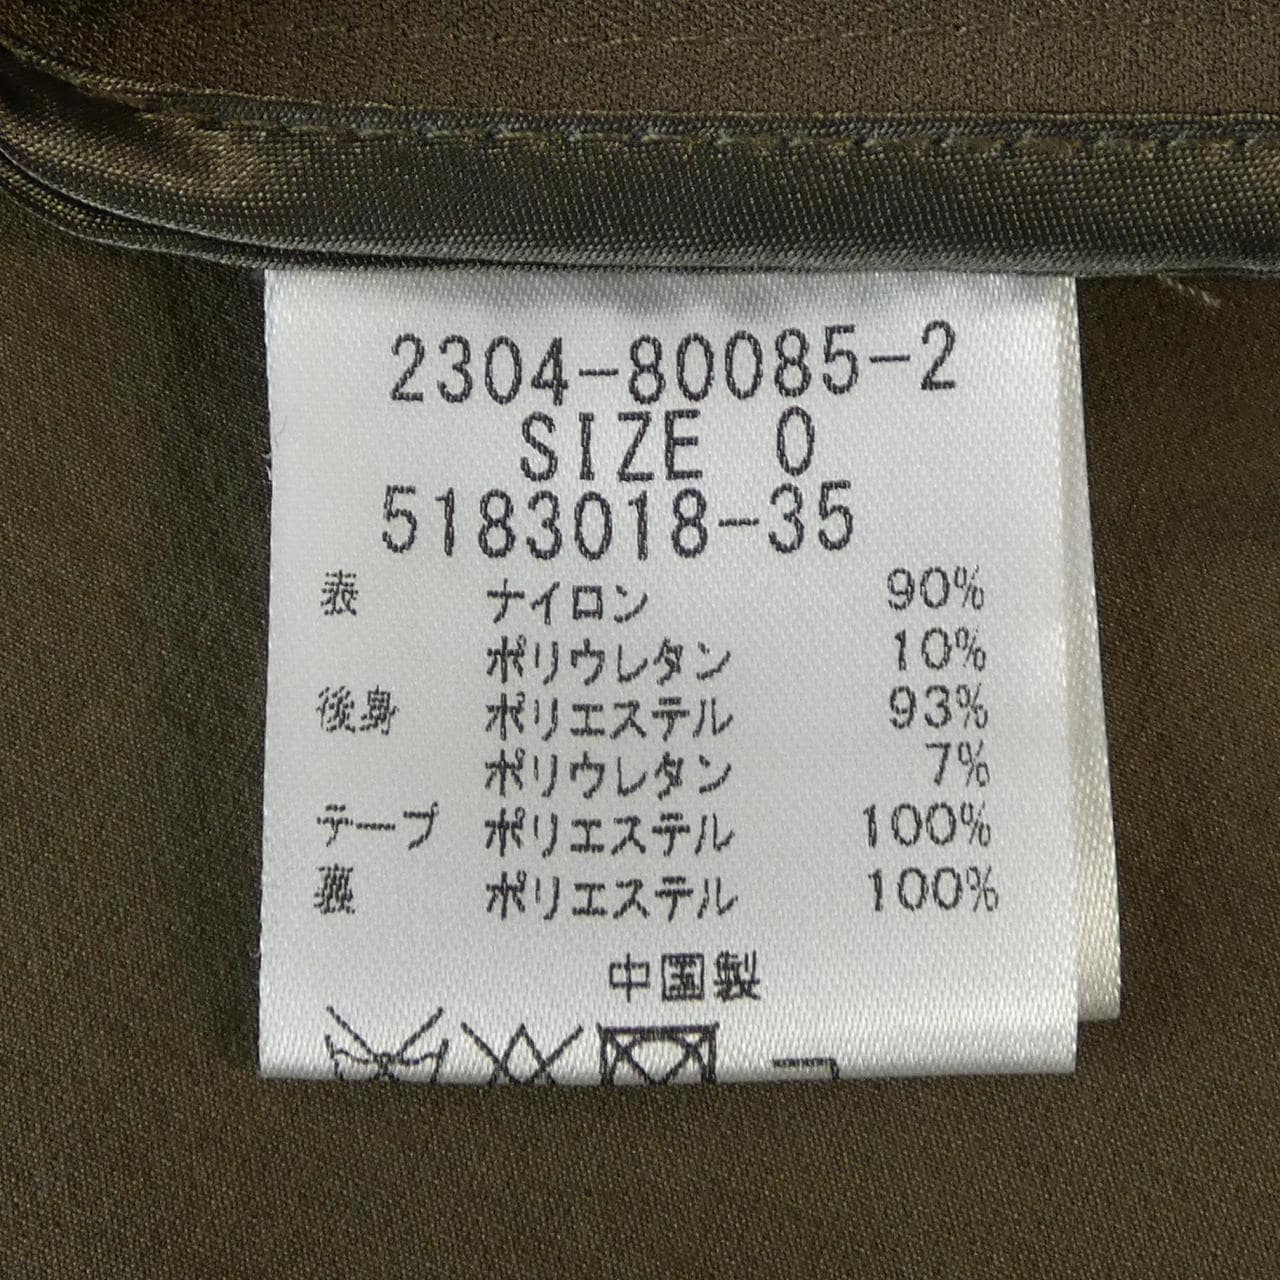 2304-80085-2
SIZE 0
5183018-35
表 ナイロン 90%
ポリウレタン 10%
後身 ポリエステル 93%
ポリウレタン 7%
テープ ポリエステル 100%
裏 ポリエステル 100%
中国製